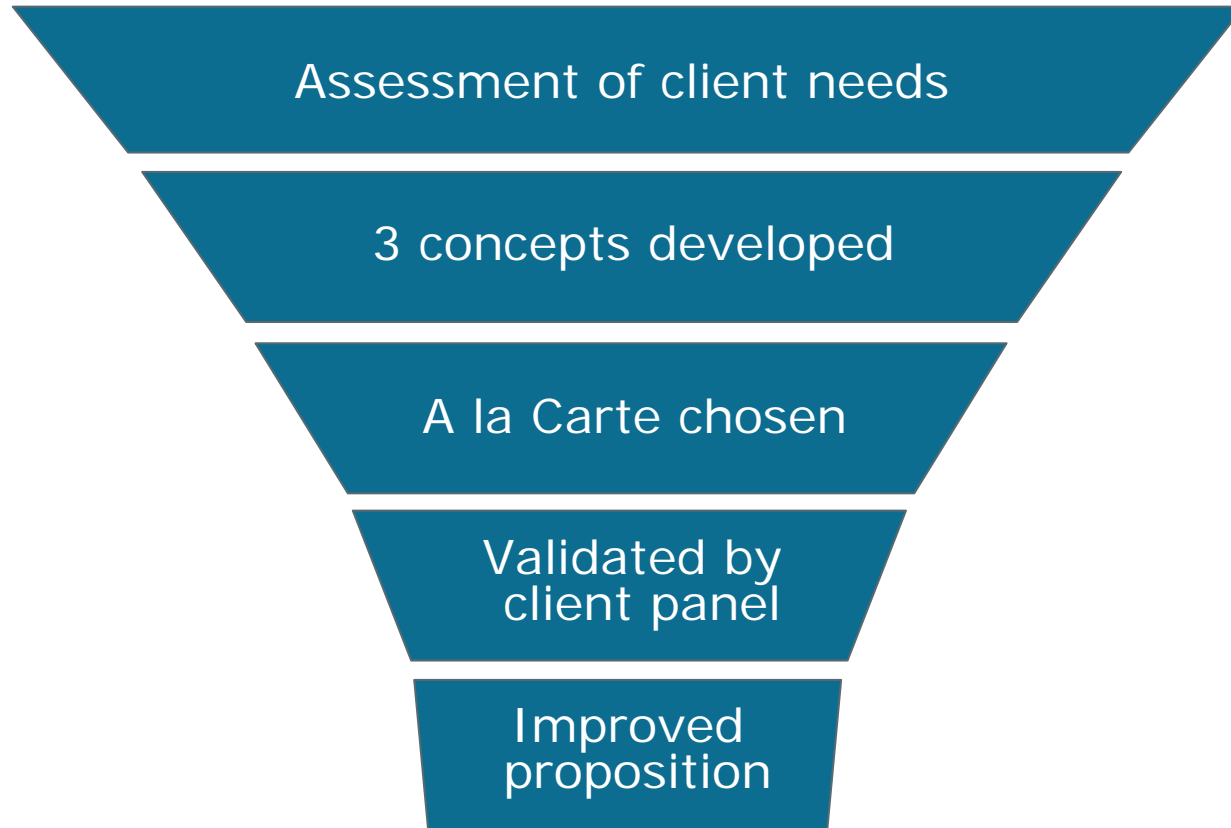 Assessment of client needs
3 concepts developed
A la Carte chosen
Validated by
client panel
Improved
proposition